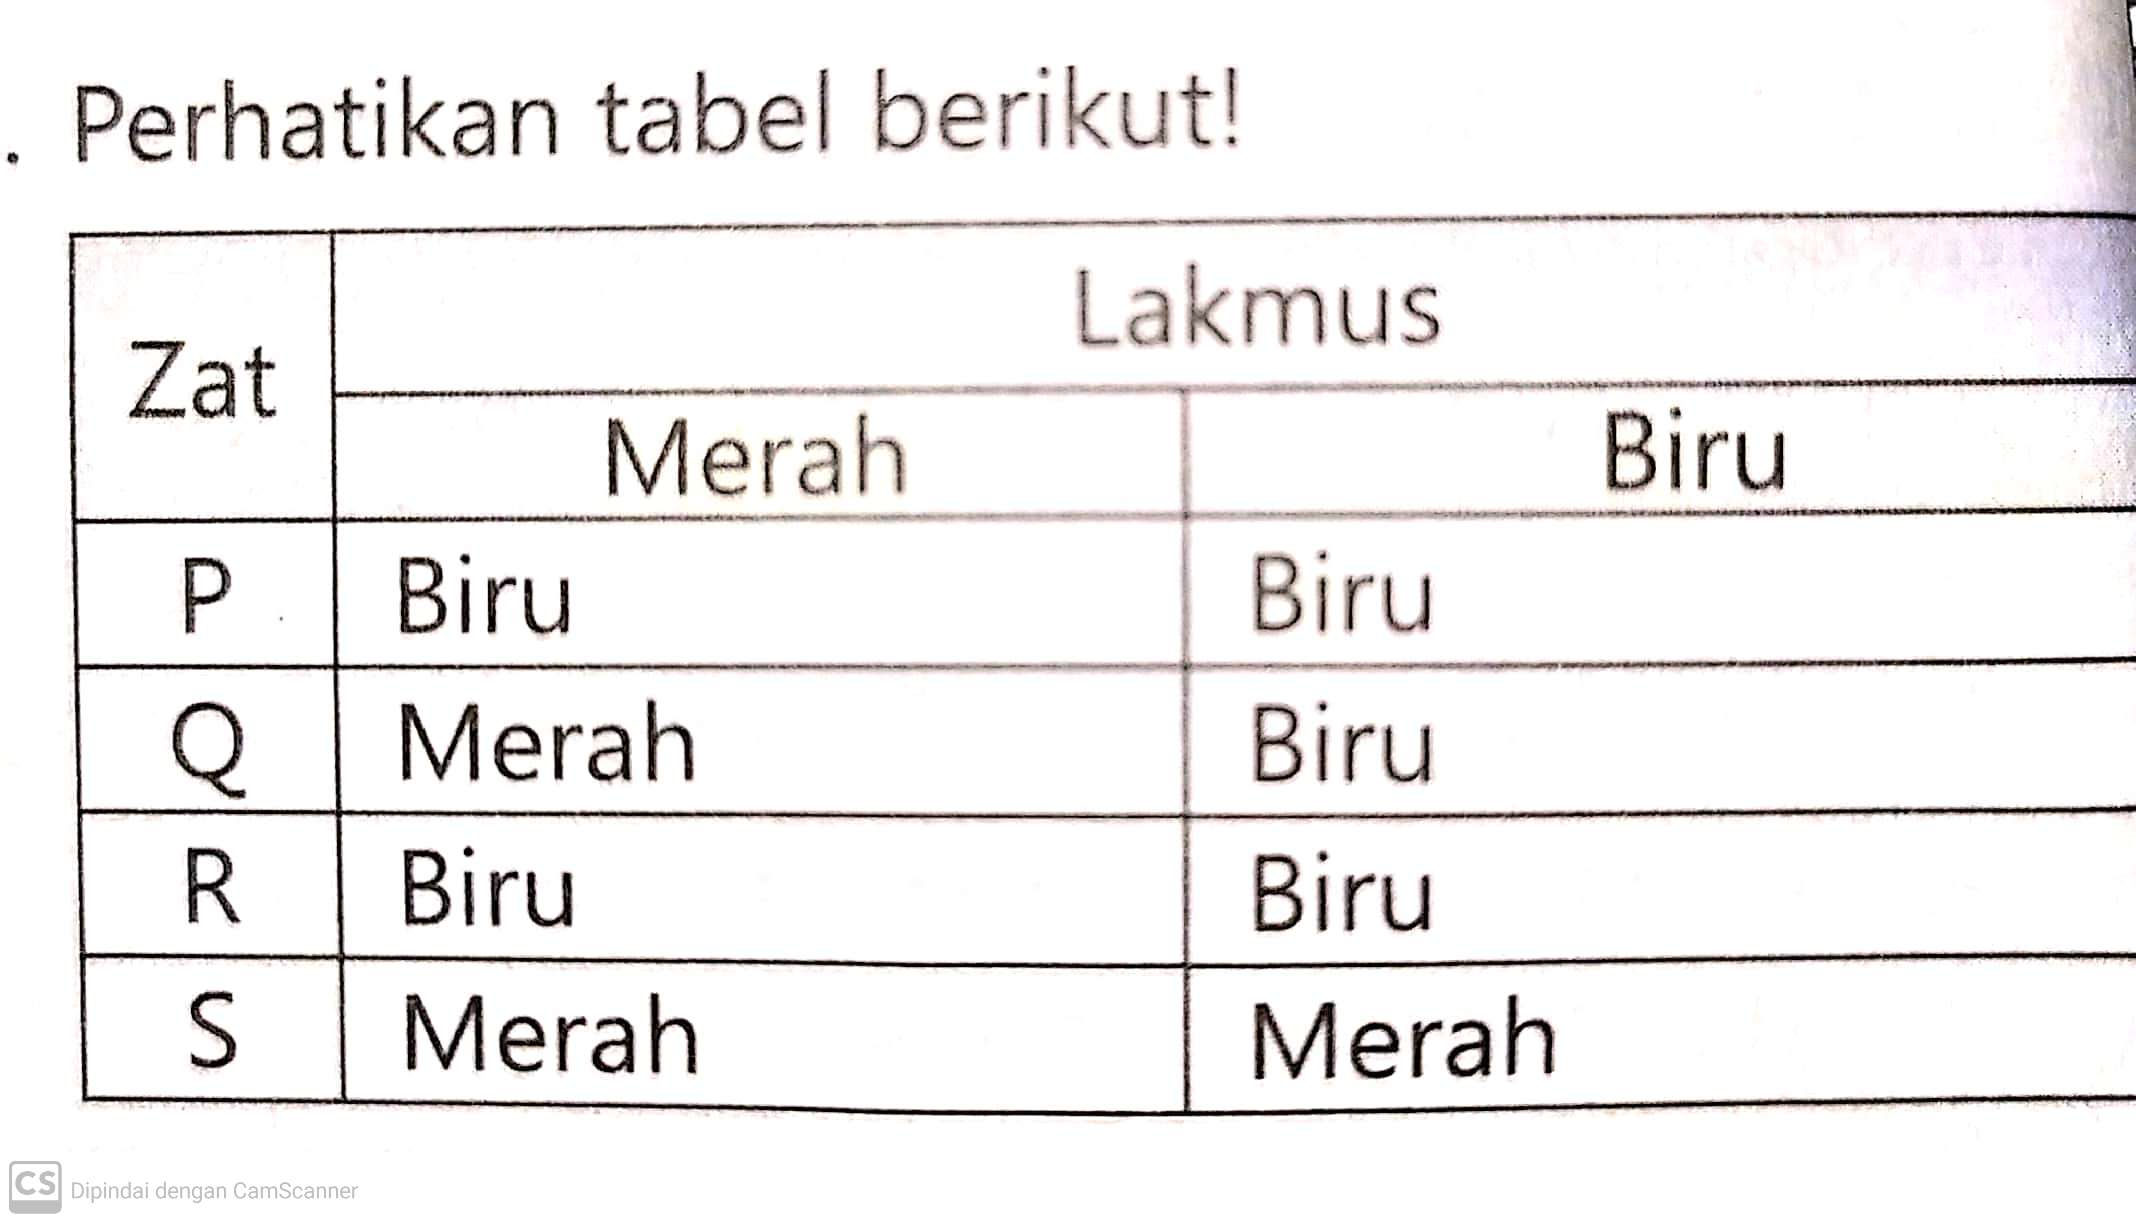 . Perhatikan tabel berikut!
Zat Lakmus
Merah Biru
P Biru Biru
Q Merah Biru
R Biru Biru
S Merah Merah
CS Dipindai dengan CamScanner